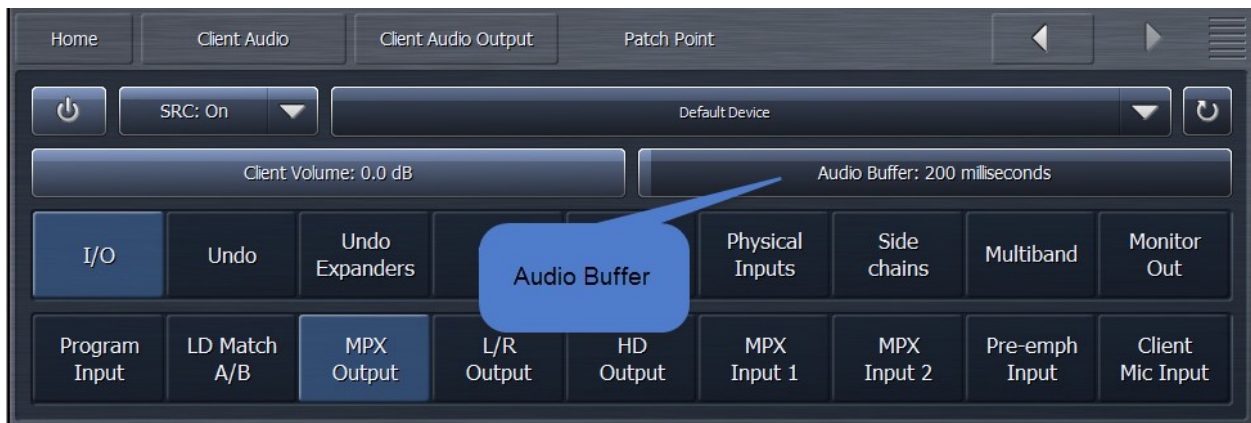 Home
Client Audio
Client Audio Output
Patch Point
SRC: On
Default Device
Client Volume: 0.0 dB
Audio Buffer: 200 milliseconds
I/O
Undo
Undo
Expanders
Physical
Inputs
Side
chains
Multiband
Monitor
Out
Audio Buffer
Program
Input
LD Match
A/B
MPX
Output
L/R
Output
HD
Output
MPX
Input 1
MPX
Input 2
Pre-emph
Input
Client
Mic Input